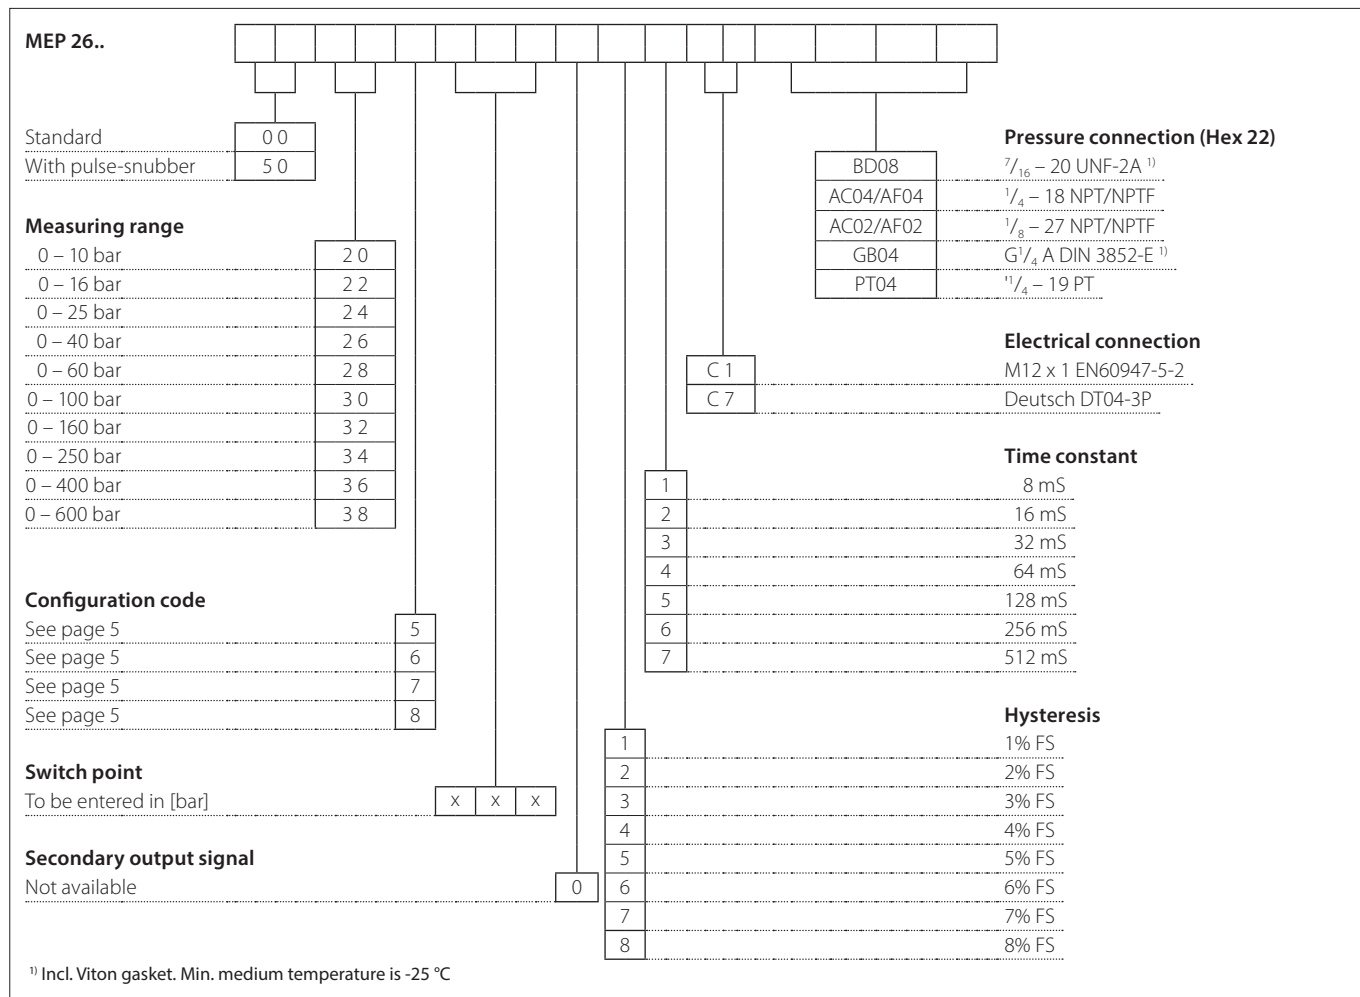 MEP 26..
Standard 0 0
With pulse-snubber 5 0
Measuring range
0 – 10 bar 2 0
0 – 16 bar 2 2
0 – 25 bar 2 4
0 – 40 bar 2 6
0 – 60 bar 2 8
0 – 100 bar 3 0
0 – 160 bar 3 2
0 – 250 bar 3 4
0 – 400 bar 3 6
0 – 600 bar 3 8
Configuration code
See page 5 5
See page 5 6
See page 5 7
See page 5 8
Switch point
To be entered in [bar] x x x
Secondary output signal
Not available 0
Pressure connection (Hex 22)
BD08 7/16 – 20 UNF-2A 1)
AC04/AF04 1/4 – 18 NPT/NPTF
AC02/AF02 1/8 – 27 NPT/NPTF
GB04 G1/4 A DIN 3852-E 1)
PT04 '1/4 – 19 PT
Electrical connection
C 1 M12 x 1 EN60947-5-2
C 7 Deutsch DT04-3P
Time constant
1 8 mS
2 16 mS
3 32 mS
4 64 mS
5 128 mS
6 256 mS
7 512 mS
Hysteresis
1 1% FS
2 2% FS
3 3% FS
4 4% FS
5 5% FS
6 6% FS
7 7% FS
8 8% FS
1) Incl. Viton gasket. Min. medium temperature is -25 °C